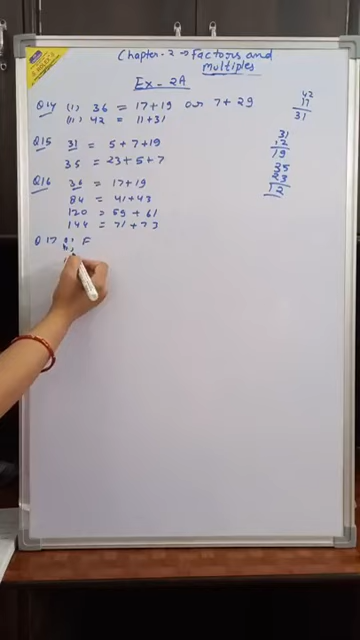 Chapter-2 → Factors and
Multiples
Ex-2A
Q14 (i) 36 = 17+19 or 7+29
(ii) 42 = 11+31
42
11
31
Q15 31 = 5+7+19
35 = 23+5+7
31
12
19
35
23
12
Q16 36 = 17+19
84 = 41+43
120 = 59+61
144 = 71+73
Q17 (i) F